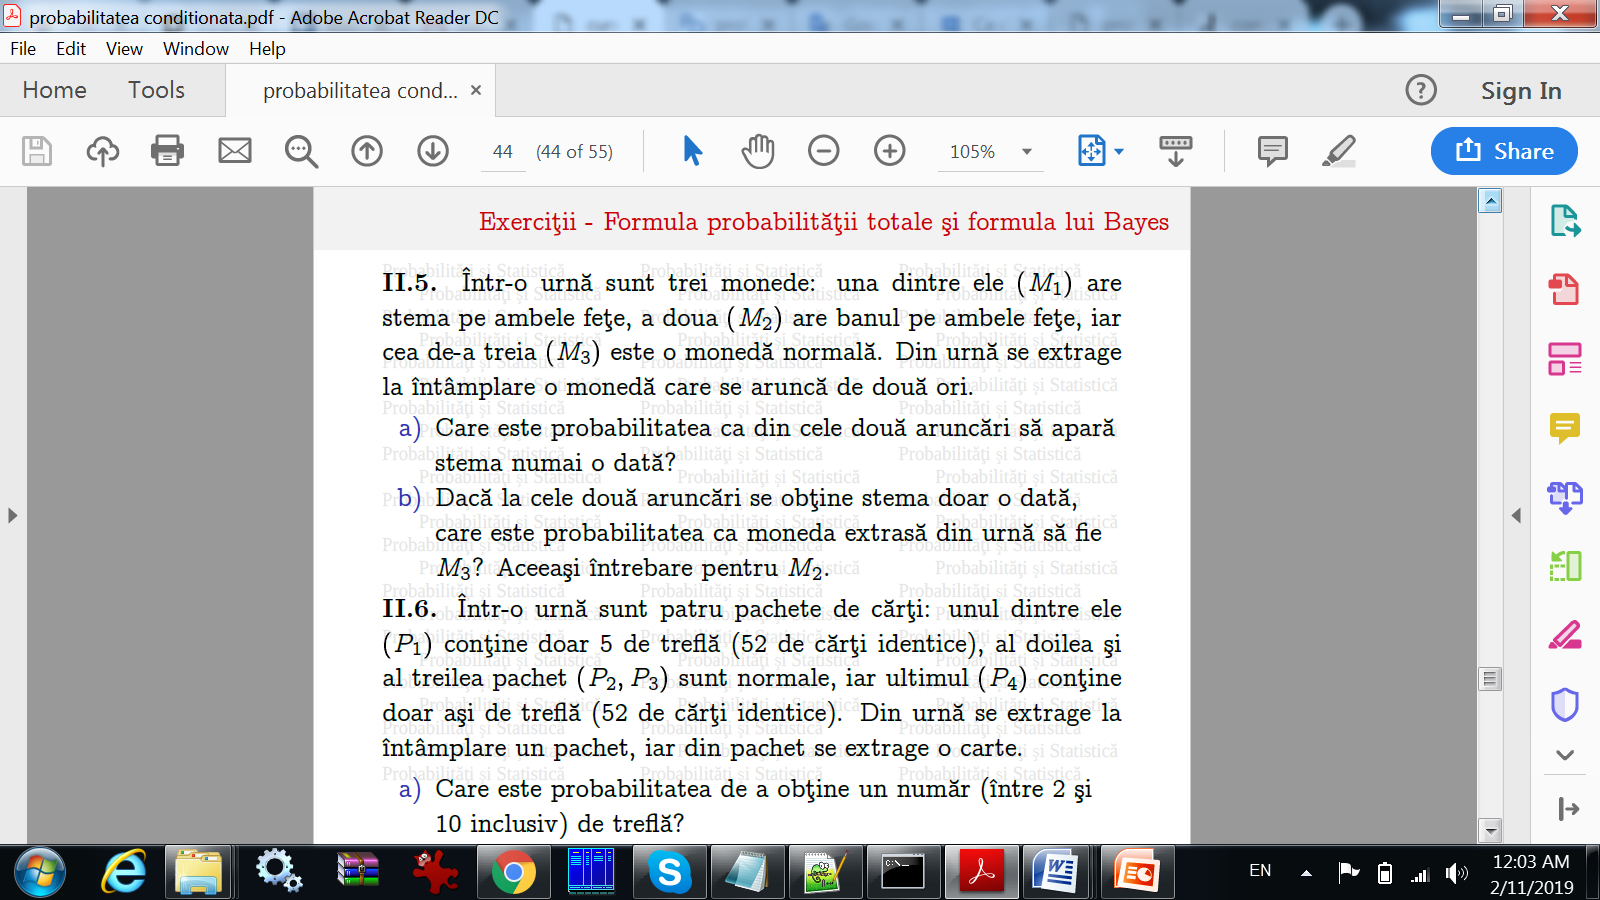 probabilitatea conditionata.pdf - Adobe Acrobat Reader DC
File Edit View Window Help
Home Tools probabilitatea cond... × ? Sign In
44 (44 of 55) 105% Share
Exerciţii - Formula probabilităţii totale şi formula lui Bayes
II.5. Într-o urnă sunt trei monede: una dintre ele (M₁) are
stema pe ambele feţe, a doua (M₂) are banul pe ambele feţe, iar
cea de-a treia (M₃) este o monedă normală. Din urnă se extrage
la întâmplare o monedă care se aruncă de două ori.
a) Care este probabilitatea ca din cele două aruncări să apară
stema numai o dată?
b) Dacă la cele două aruncări se obţine stema doar o dată,
care este probabilitatea ca moneda extrasă din urnă să fie
M₃? Aceeaşi întrebare pentru M₂.
II.6. Într-o urnă sunt patru pachete de cărţi: unul dintre ele
(P₁) conţine doar 5 de treflă (52 de cărţi identice), al doilea şi
al treilea pachet (P₂, P₃) sunt normale, iar ultimul (P₄) conţine
doar aşi de treflă (52 de cărţi identice). Din urnă se extrage la
întâmplare un pachet, iar din pachet se extrage o carte.
a) Care este probabilitatea de a obţine un număr (între 2 şi
10 inclusiv) de treflă?
Probabilităţi şi Statistică
EN
12:03 AM
2/11/2019